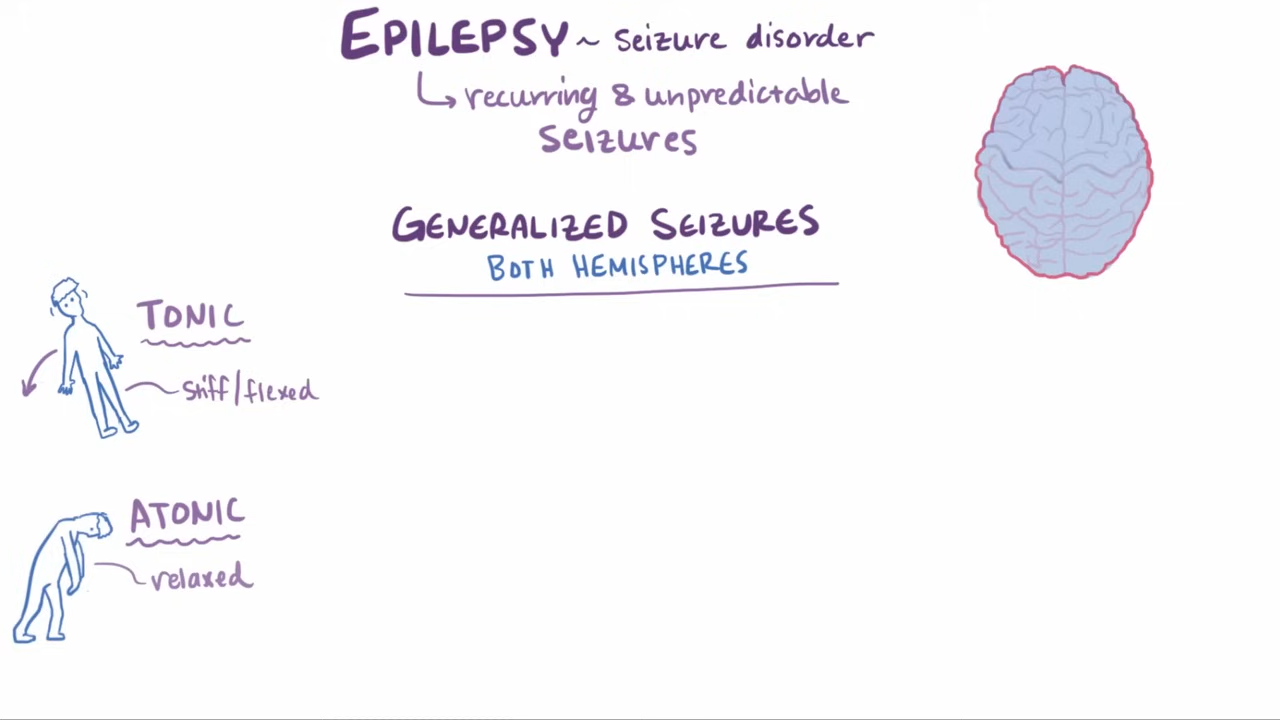 EPILEPSY ~ seizure disorder
↳ recurring & unpredictable
seizures
GENERALIZED SEIZURES
BOTH HEMISPHERES
TONIC
stiff/flexed
ATONIC
relaxed